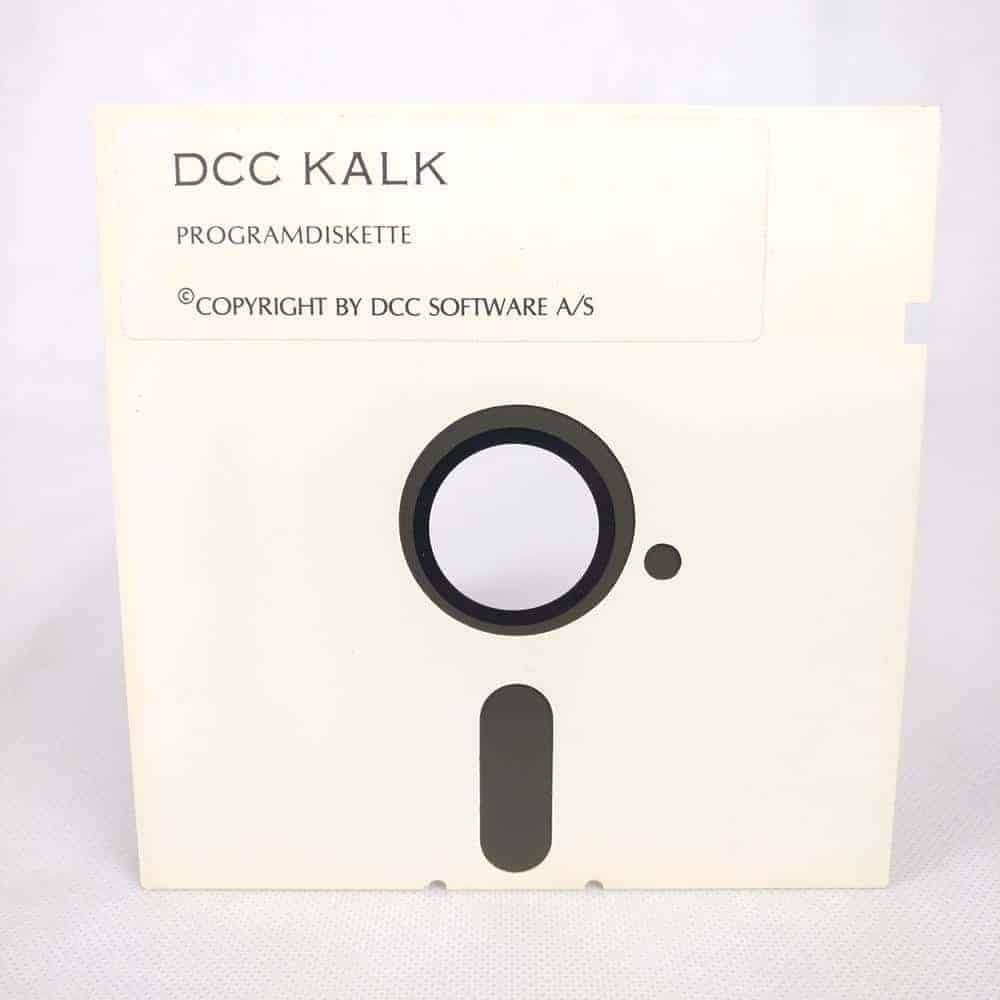 DCC KALK
PROGRAMDISKETTE
©COPYRIGHT BY DCC SOFTWARE A/S